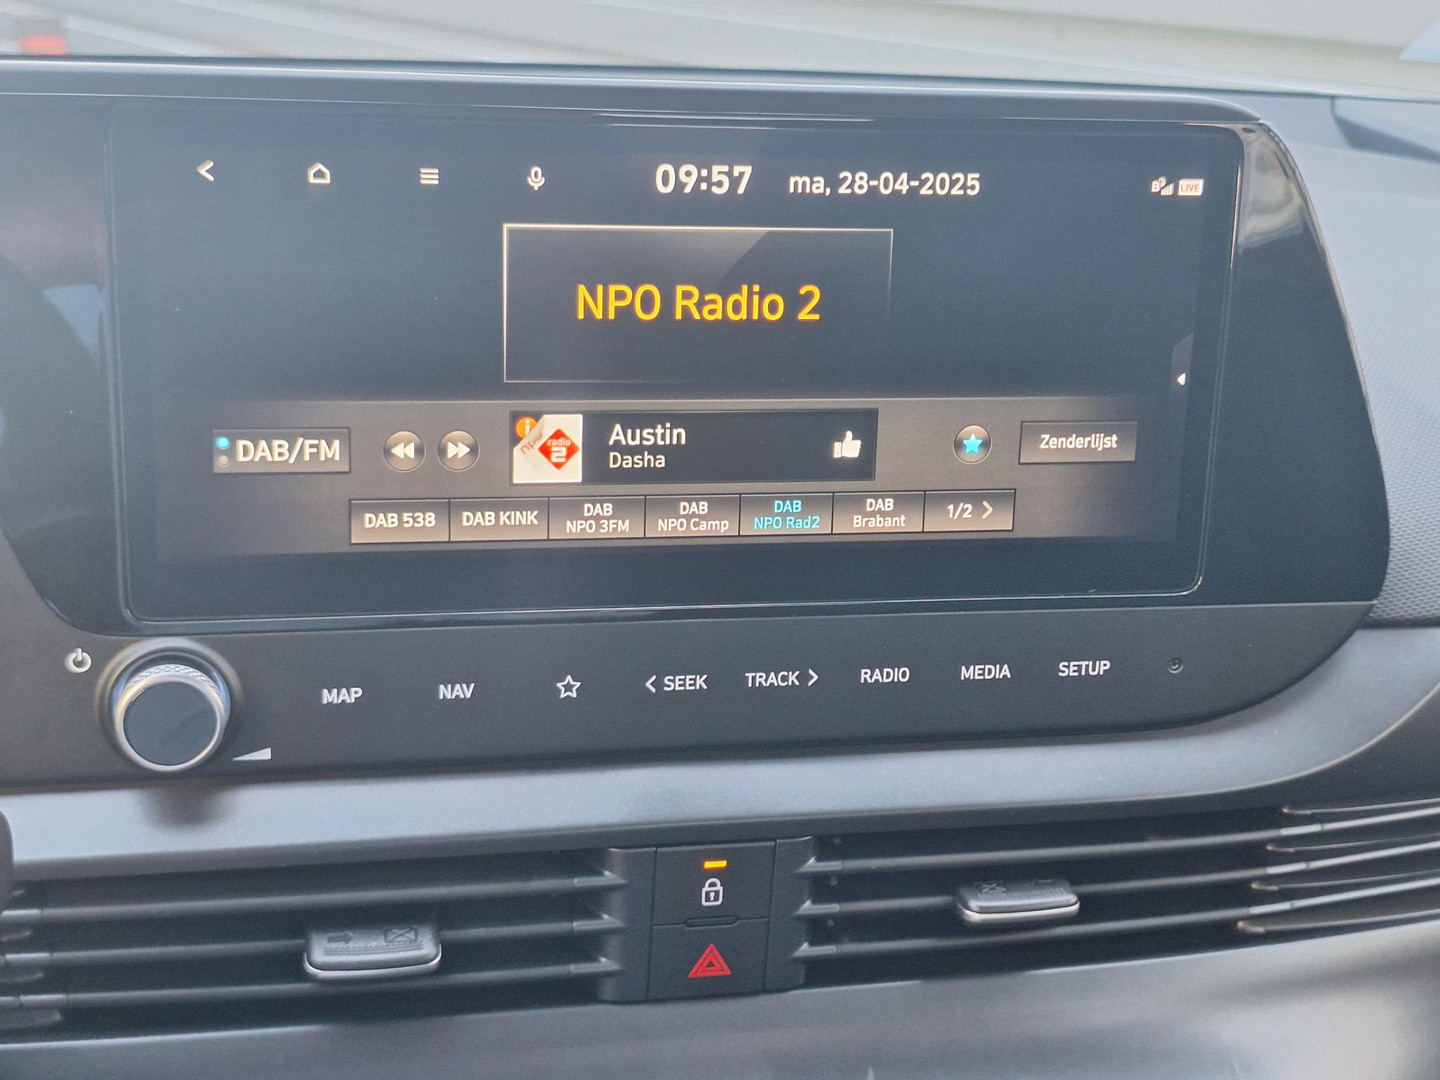 09:57 ma, 28-04-2025
LIVE
NPO Radio 2
DAB/FM
radio
2
Austin
Dasha
Zenderlijst
DAB 538
DAB KINK
DAB
NPO 3FM
DAB
NPO Camp
DAB
NPO Rad2
DAB
Brabant
1/2
MAP
NAV
< SEEK
TRACK >
RADIO
MEDIA
SETUP